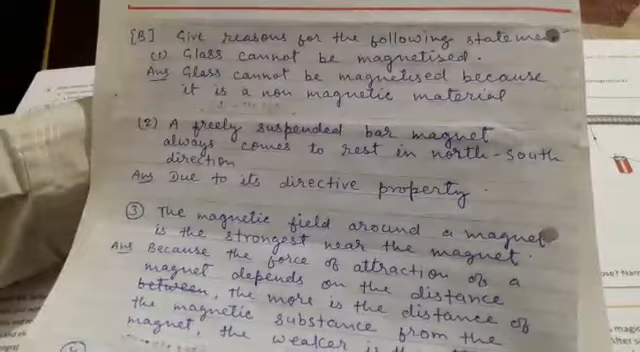 [B] Give reasons for the following stateme
(1) Glass cannot be magnetised.
Ans Glass cannot be magnetised because
it is a non magnetic material
(2) A freely suspended bar magnet
always comes to rest in north-south
direction
Ans Due to its directive property.
③ The magnetic field around a magnet
is the strongest near the magnet.
Ans Because the force of attraction of a
magnet depends on the distance
between, the more is the distance of
the magnetic substance from the
magnet, the weaker is the